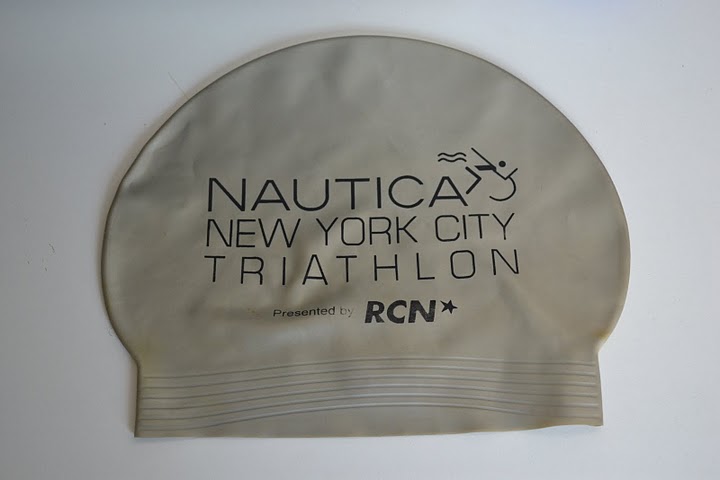 NAUTICA
NEW YORK CITY
TRIATHLON
Presented by RCN